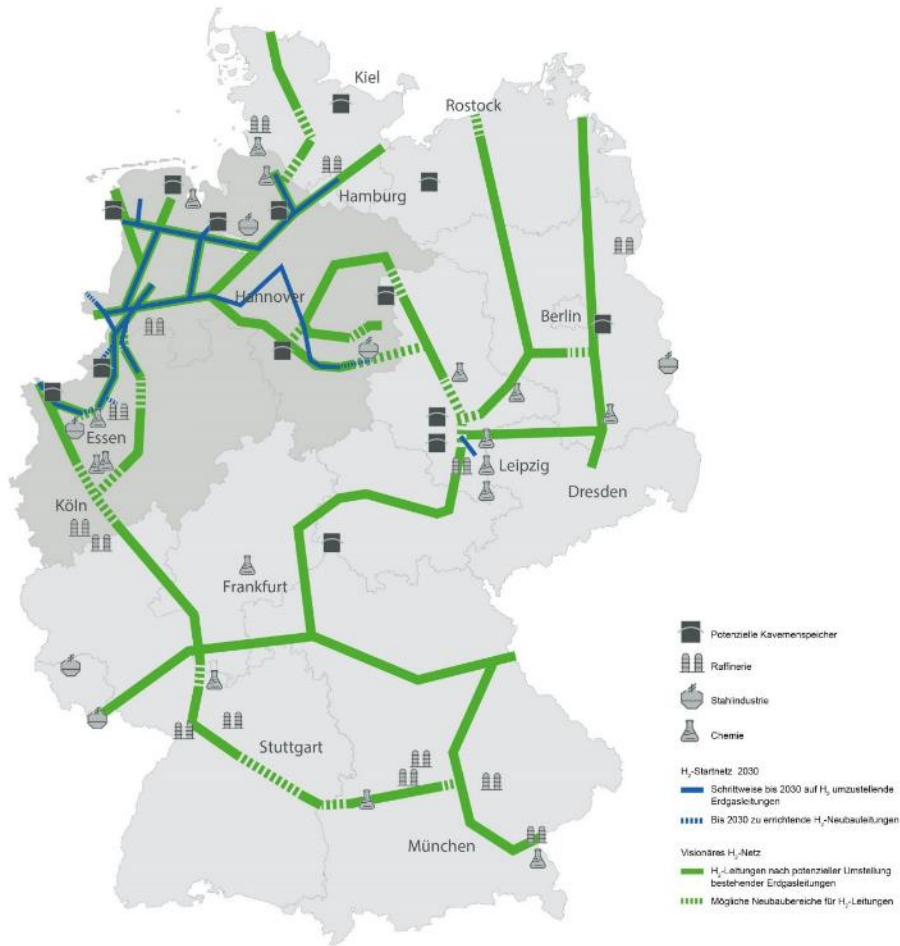 Kiel
Rostock
Hamburg
Hannover
Berlin
Essen
Leipzig
Dresden
Köln
Frankfurt
Stuttgart
München
Potenzielle Kavernenspeicher
Raffinerie
Stahlindustrie
Chemie
H₂-Startnetz 2030
Schrittweise bis 2030 auf H₂ umzustellende
Erdgasleitungen
Bis 2030 zu errichtende H₂-Neubauleitungen
Visionäres H₂-Netz
H₂-Leitungen nach potenzieller Umstellung
bestehender Erdgasleitungen
Mögliche Neubaubereiche für H₂-Leitungen